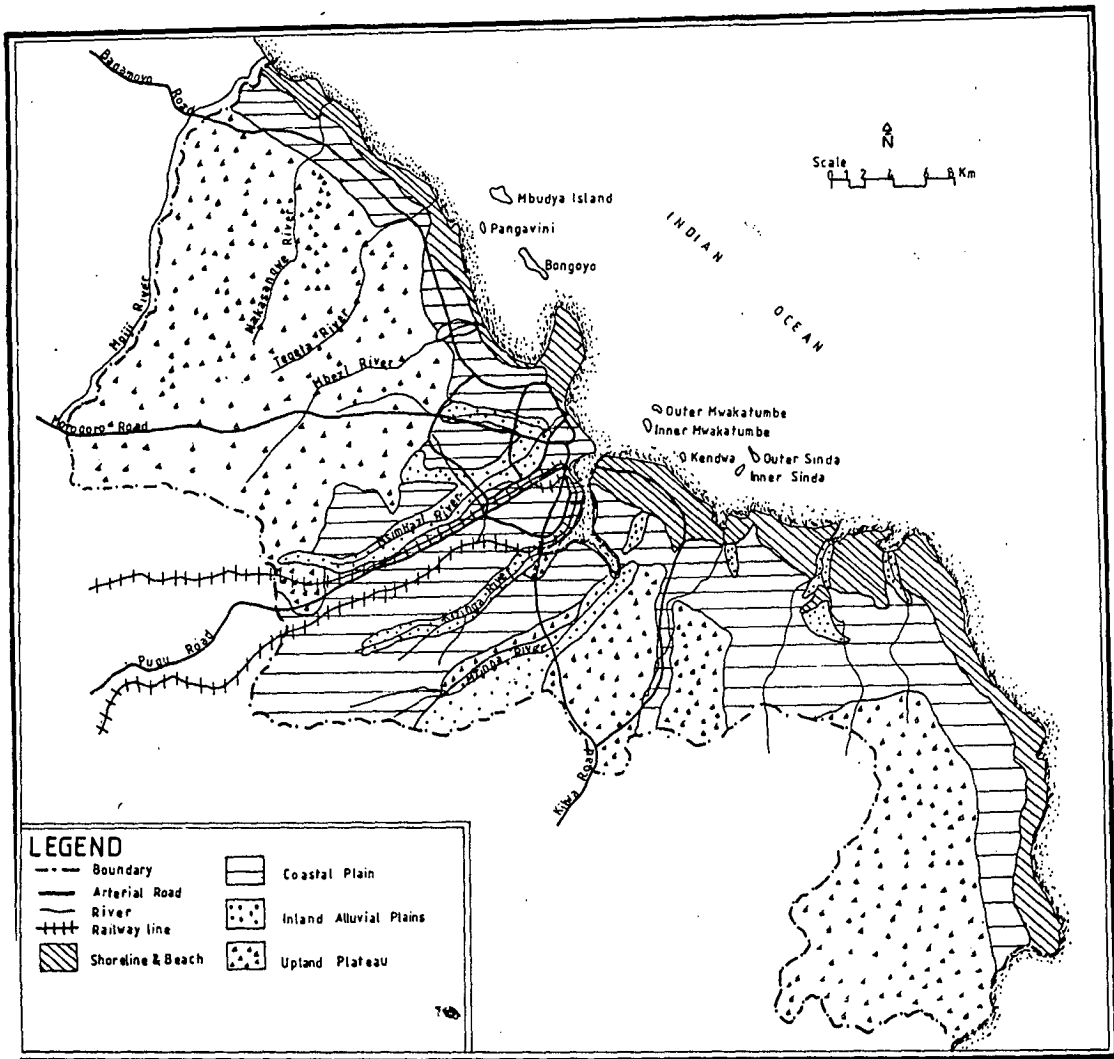 Bagamoyo
Road
N
Scale
0 1 2 4 6 8 Km
Mbudya Island
Pangavini
Bongoyo
INDIAN
OCEAN
Nakasangwe River
Mpiji River
Tegeta River
Mbezi River
Morogoro Road
Outer Mwakatumbe
Inner Mwakatumbe
Kendwa
Outer Sinda
Inner Sinda
River
Kizinga River
Pugu Road
Mzinga River
Kilwa Road
LEGEND
Boundary
Arterial Road
River
Railway line
Shoreline & Beach
Coastal Plain
Inland Alluvial Plains
Upland Plateau